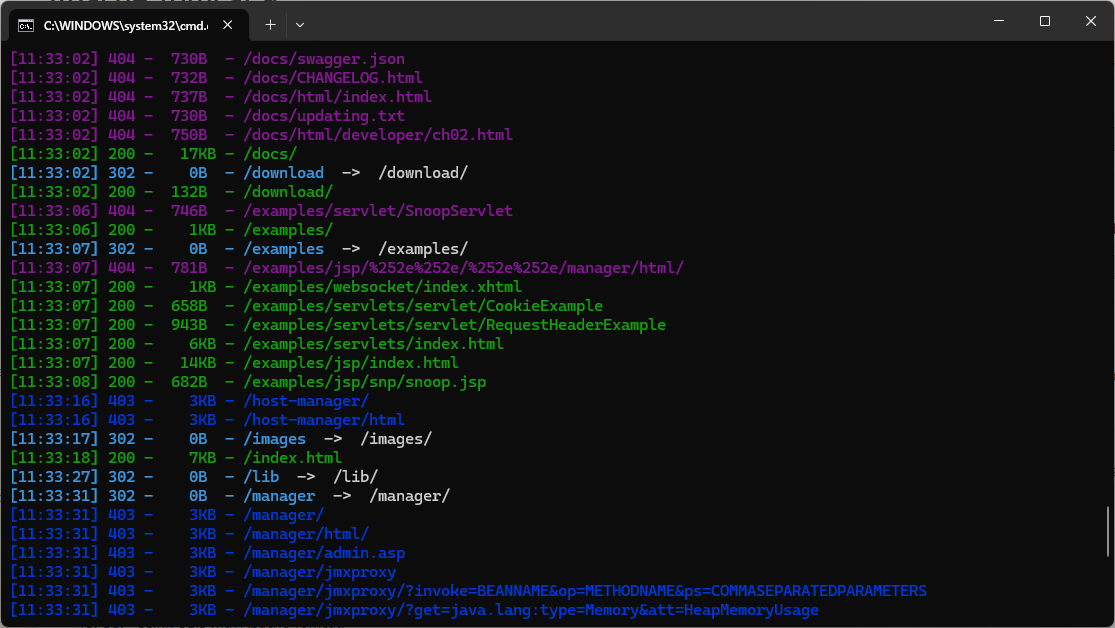 C:\WINDOWS\system32\cmd.
[11:33:02] 404 -  730B  - /docs/swagger.json
[11:33:02] 404 -  732B  - /docs/CHANGELOG.html
[11:33:02] 404 -  737B  - /docs/html/index.html
[11:33:02] 404 -  730B  - /docs/updating.txt
[11:33:02] 404 -  750B  - /docs/html/developer/ch02.html
[11:33:02] 200 -   17KB - /docs/
[11:33:02] 302 -    0B  - /download  ->  /download/
[11:33:02] 200 -  132B  - /download/
[11:33:06] 404 -  746B  - /examples/servlet/SnoopServlet
[11:33:06] 200 -    1KB - /examples/
[11:33:07] 302 -    0B  - /examples  ->  /examples/
[11:33:07] 404 -  781B  - /examples/jsp/%252e%252e/%252e%252e/manager/html/
[11:33:07] 200 -    1KB - /examples/websocket/index.xhtml
[11:33:07] 200 -  658B  - /examples/servlets/servlet/CookieExample
[11:33:07] 200 -  943B  - /examples/servlets/servlet/RequestHeaderExample
[11:33:07] 200 -    6KB - /examples/servlets/index.html
[11:33:07] 200 -   14KB - /examples/jsp/index.html
[11:33:08] 200 -  682B  - /examples/jsp/snp/snoop.jsp
[11:33:16] 403 -    3KB - /host-manager/
[11:33:16] 403 -    3KB - /host-manager/html
[11:33:17] 302 -    0B  - /images  ->  /images/
[11:33:18] 200 -    7KB - /index.html
[11:33:27] 302 -    0B  - /lib  ->  /lib/
[11:33:31] 302 -    0B  - /manager  ->  /manager/
[11:33:31] 403 -    3KB - /manager/
[11:33:31] 403 -    3KB - /manager/html/
[11:33:31] 403 -    3KB - /manager/admin.asp
[11:33:31] 403 -    3KB - /manager/jmxproxy
[11:33:31] 403 -    3KB - /manager/jmxproxy/?invoke=BEANNAME&op=METHODNAME&ps=COMMASEPARATEDPARAMETERS
[11:33:31] 403 -    3KB - /manager/jmxproxy/?get=java.lang:type=Memory&att=HeapMemoryUsage